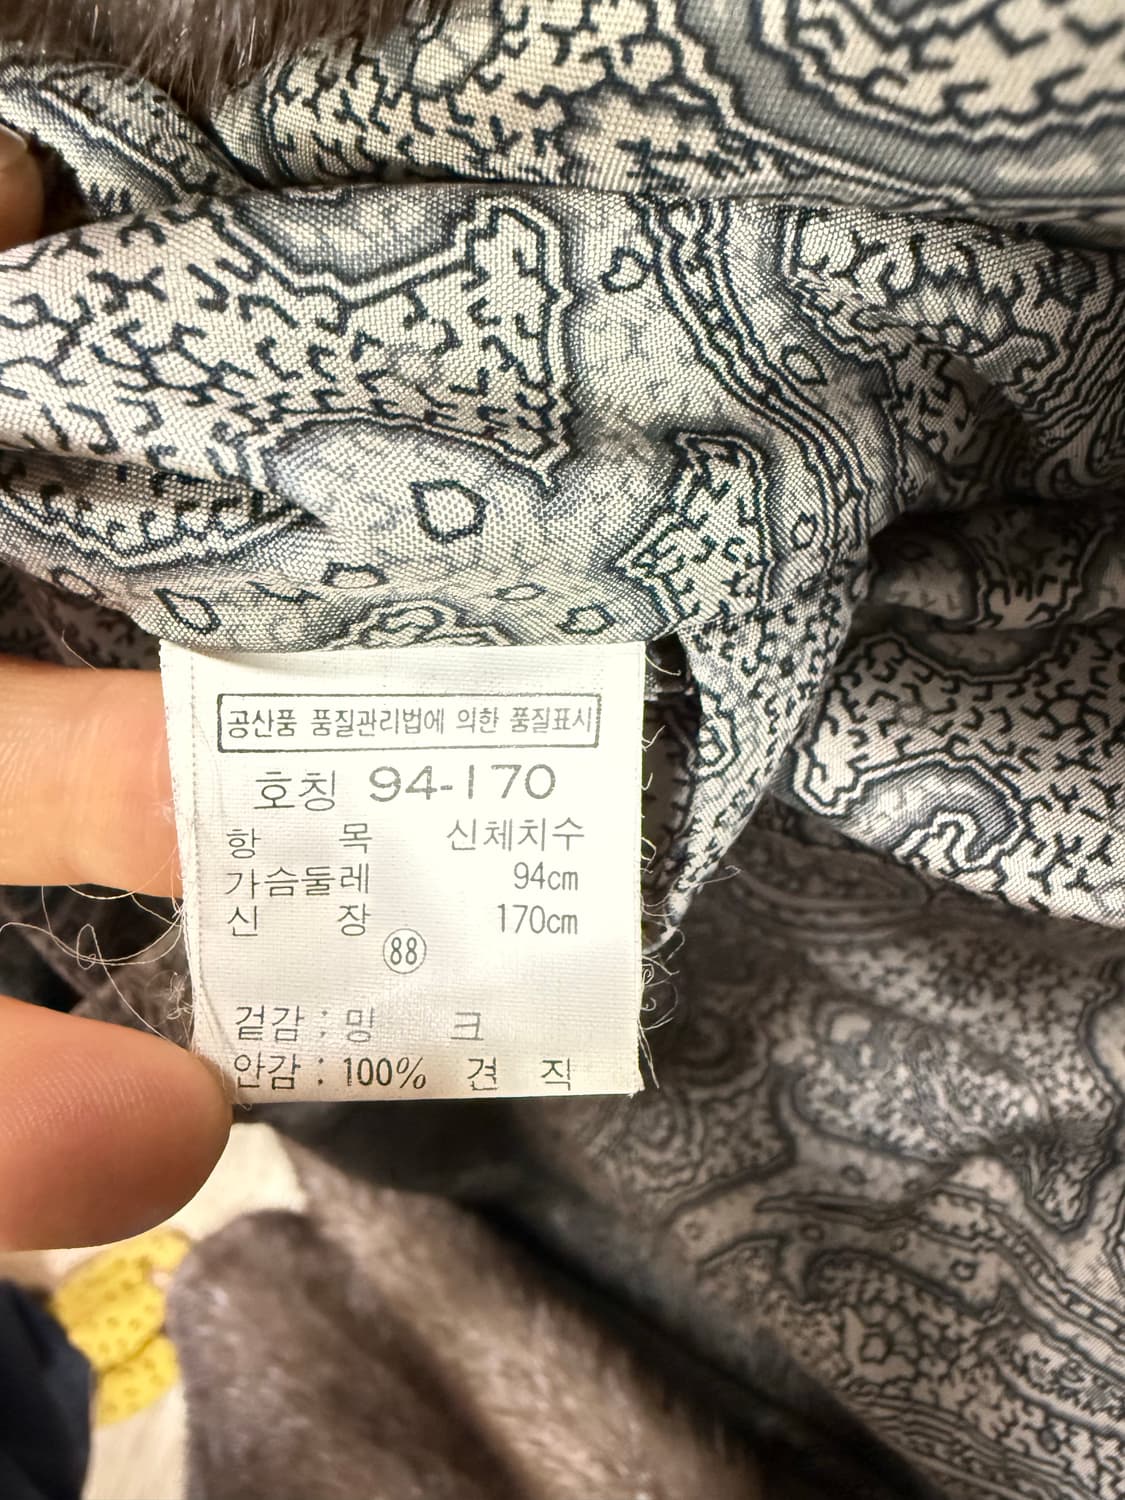 공산품 품질관리법에 의한 품질표시
호칭 94-170
항 목 신체치수
가슴둘레 94cm
신 장 170cm
88
겉감 : 밍 크
안감 : 100% 견 직